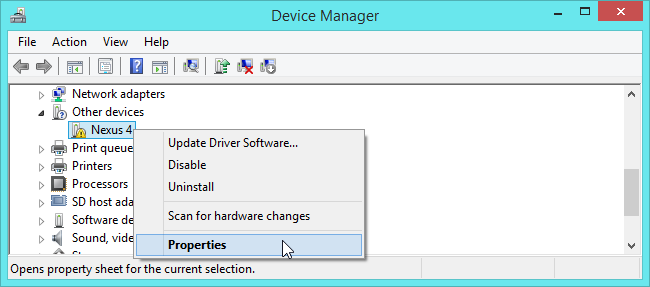 Device Manager
File Action View Help
Network adapters
Other devices
Nexus 4
Print queue
Printers
Processors
SD host ada
Software de
Sound, vide
Update Driver Software...
Disable
Uninstall
Scan for hardware changes
Properties
Opens property sheet for the current selection.